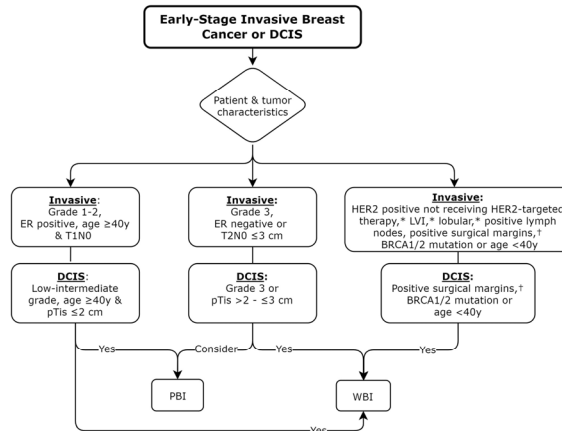 Early-Stage Invasive Breast
Cancer or DCIS
Patient & tumor
characteristics
Invasive:
Grade 1-2,
ER positive, age ≥40y
& T1N0
Invasive:
Grade 3,
ER negative or
T2N0 ≤3 cm
Invasive:
HER2 positive not receiving HER2-targeted
therapy,* LVI,* lobular,* positive lymph
nodes, positive surgical margins,†
BRCA1/2 mutation or age <40y
DCIS:
Low-intermediate
grade, age ≥40y &
pTis ≤2 cm
DCIS:
Grade 3 or
pTis >2 - ≤3 cm
DCIS:
Positive surgical margins,†
BRCA1/2 mutation or
age <40y
Yes
Consider
Yes
Yes
PBI
WBI
Yes